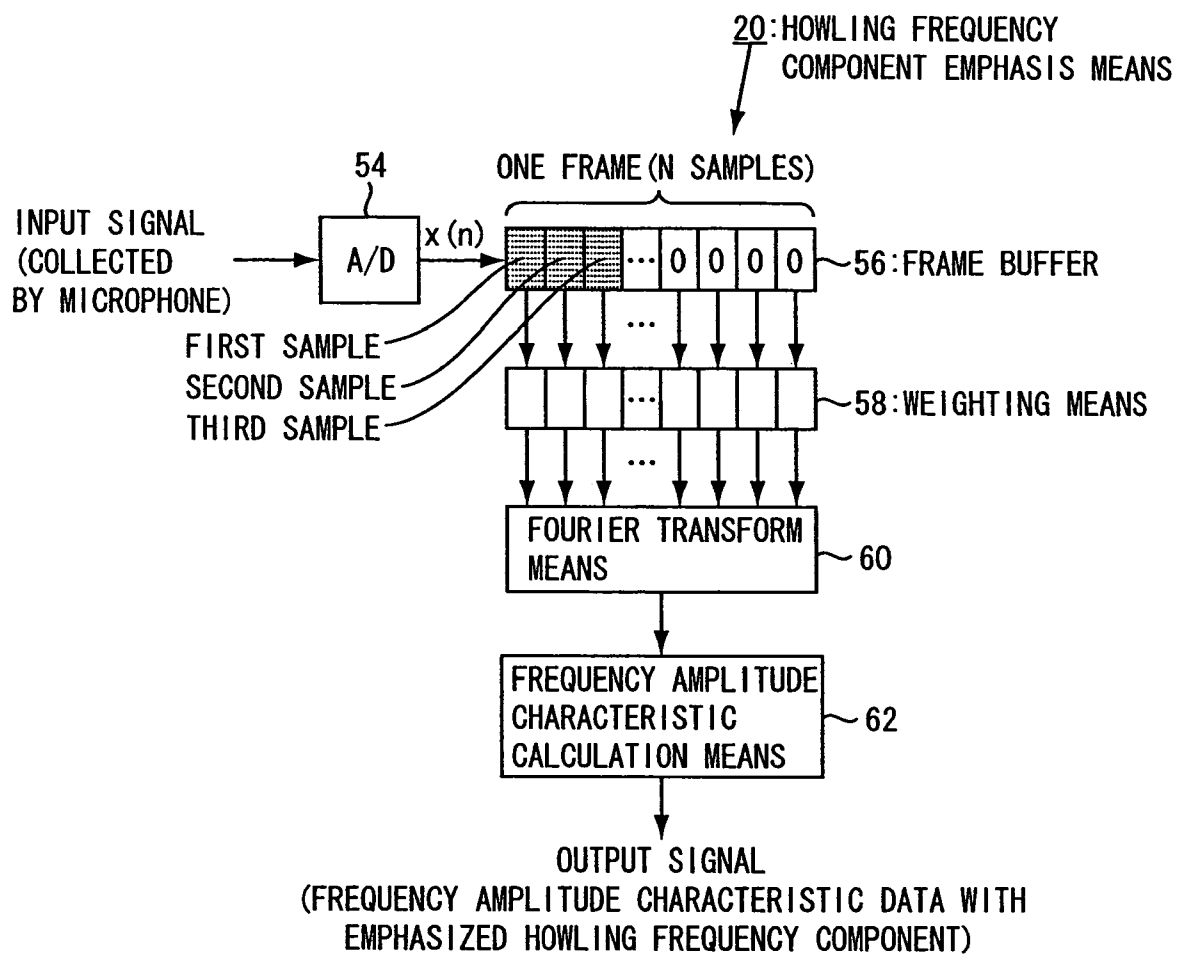 20:HOWLING FREQUENCY
COMPONENT EMPHASIS MEANS
54
ONE FRAME(N SAMPLES)
INPUT SIGNAL
(COLLECTED
BY MICROPHONE)
A/D
x(n)
... 0 0 0 0
56:FRAME BUFFER
FIRST SAMPLE
SECOND SAMPLE
THIRD SAMPLE
...
...
58:WEIGHTING MEANS
...
FOURIER TRANSFORM
MEANS
60
FREQUENCY AMPLITUDE
CHARACTERISTIC
CALCULATION MEANS
62
OUTPUT SIGNAL
(FREQUENCY AMPLITUDE CHARACTERISTIC DATA WITH
EMPHASIZED HOWLING FREQUENCY COMPONENT)